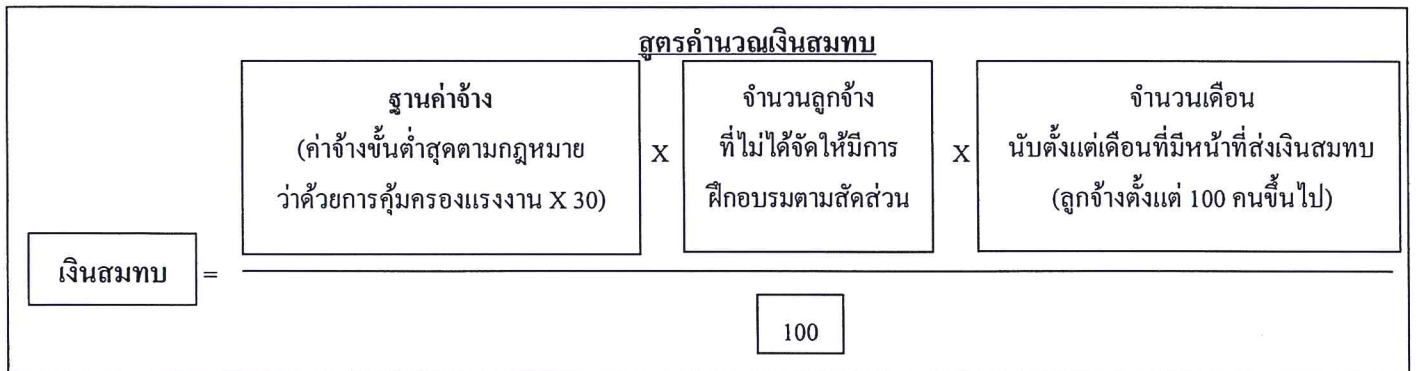 สูตรคำนวณเงินสมทบ
ฐานค่าจ้าง
(ค่าจ้างขั้นต่ำสุดตามกฎหมาย
ว่าด้วยการคุ้มครองแรงงาน X 30)
X
จำนวนลูกจ้าง
ที่ไม่ได้จัดให้มีการ
ฝึกอบรมตามสัดส่วน
X
จำนวนเดือน
นับตั้งแต่เดือนที่มีหน้าที่ส่งเงินสมทบ
(ลูกจ้างตั้งแต่ 100 คนขึ้นไป)
เงินสมทบ =
100